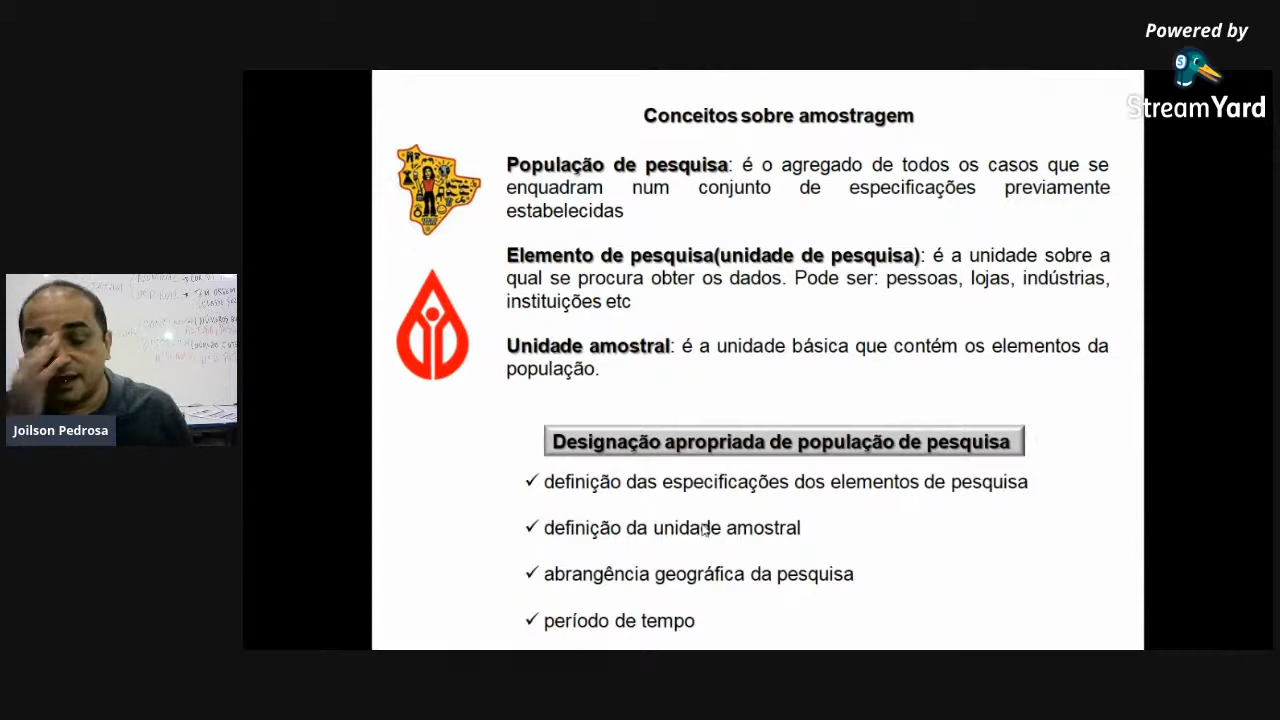 Powered by
StreamYard
Conceitos sobre amostragem
População de pesquisa: é o agregado de todos os casos que se
enquadram num conjunto de especificações previamente
estabelecidas
Elemento de pesquisa(unidade de pesquisa): é a unidade sobre a
qual se procura obter os dados. Pode ser: pessoas, lojas, indústrias,
instituições etc
Unidade amostral: é a unidade básica que contém os elementos da
população.
Joilson Pedrosa
Designação apropriada de população de pesquisa
✓ definição das especificações dos elementos de pesquisa
✓ definição da unidade amostral
✓ abrangência geográfica da pesquisa
✓ período de tempo